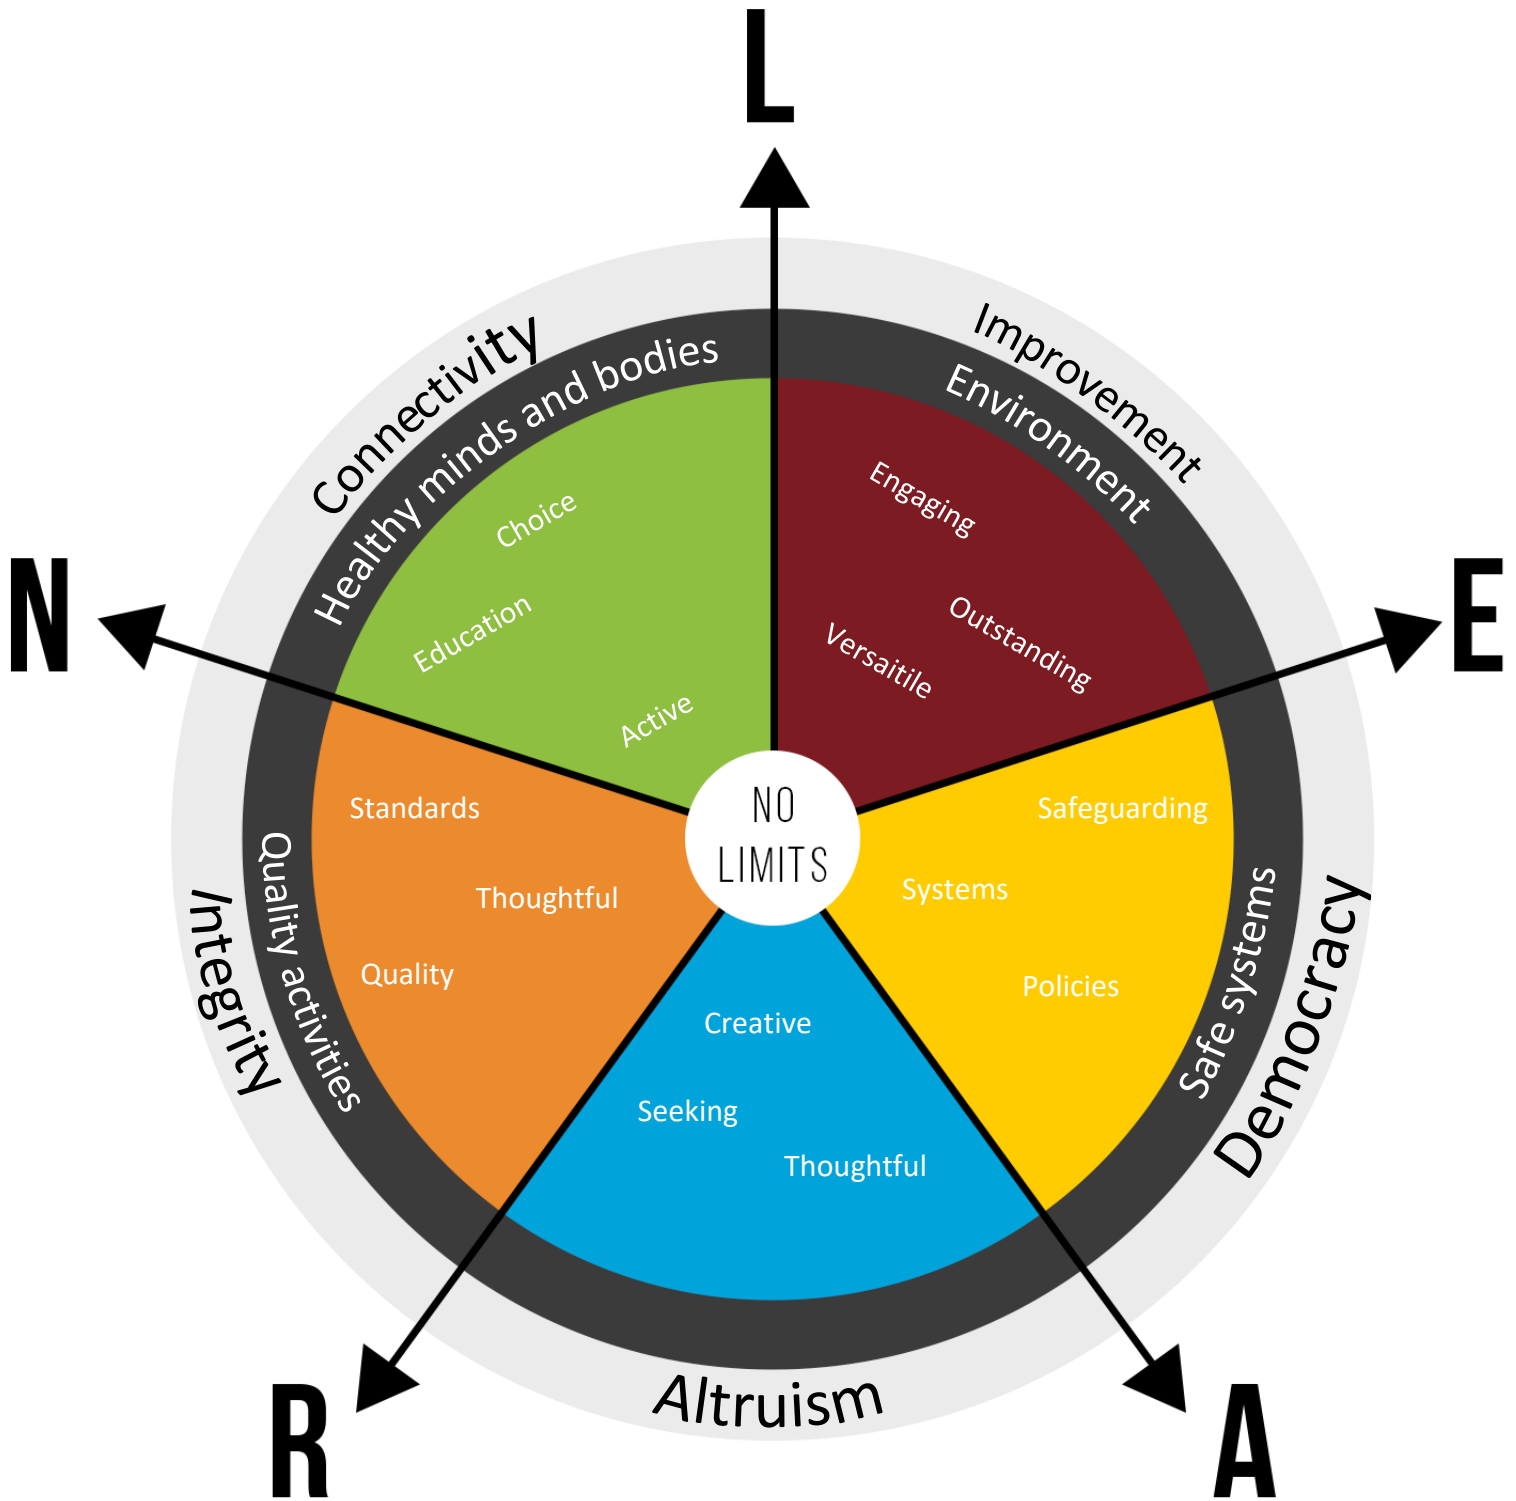 L
E
A
R
N
Improvement
Environment
Engaging
Outstanding
Versaitile
Democracy
Safe systems
Safeguarding
Systems
Policies
Altruism
Creative
Seeking
Thoughtful
Integrity
Quality activities
Standards
Thoughtful
Quality
Connectivity
Healthy minds and bodies
Choice
Education
Active
NO
LIMITS